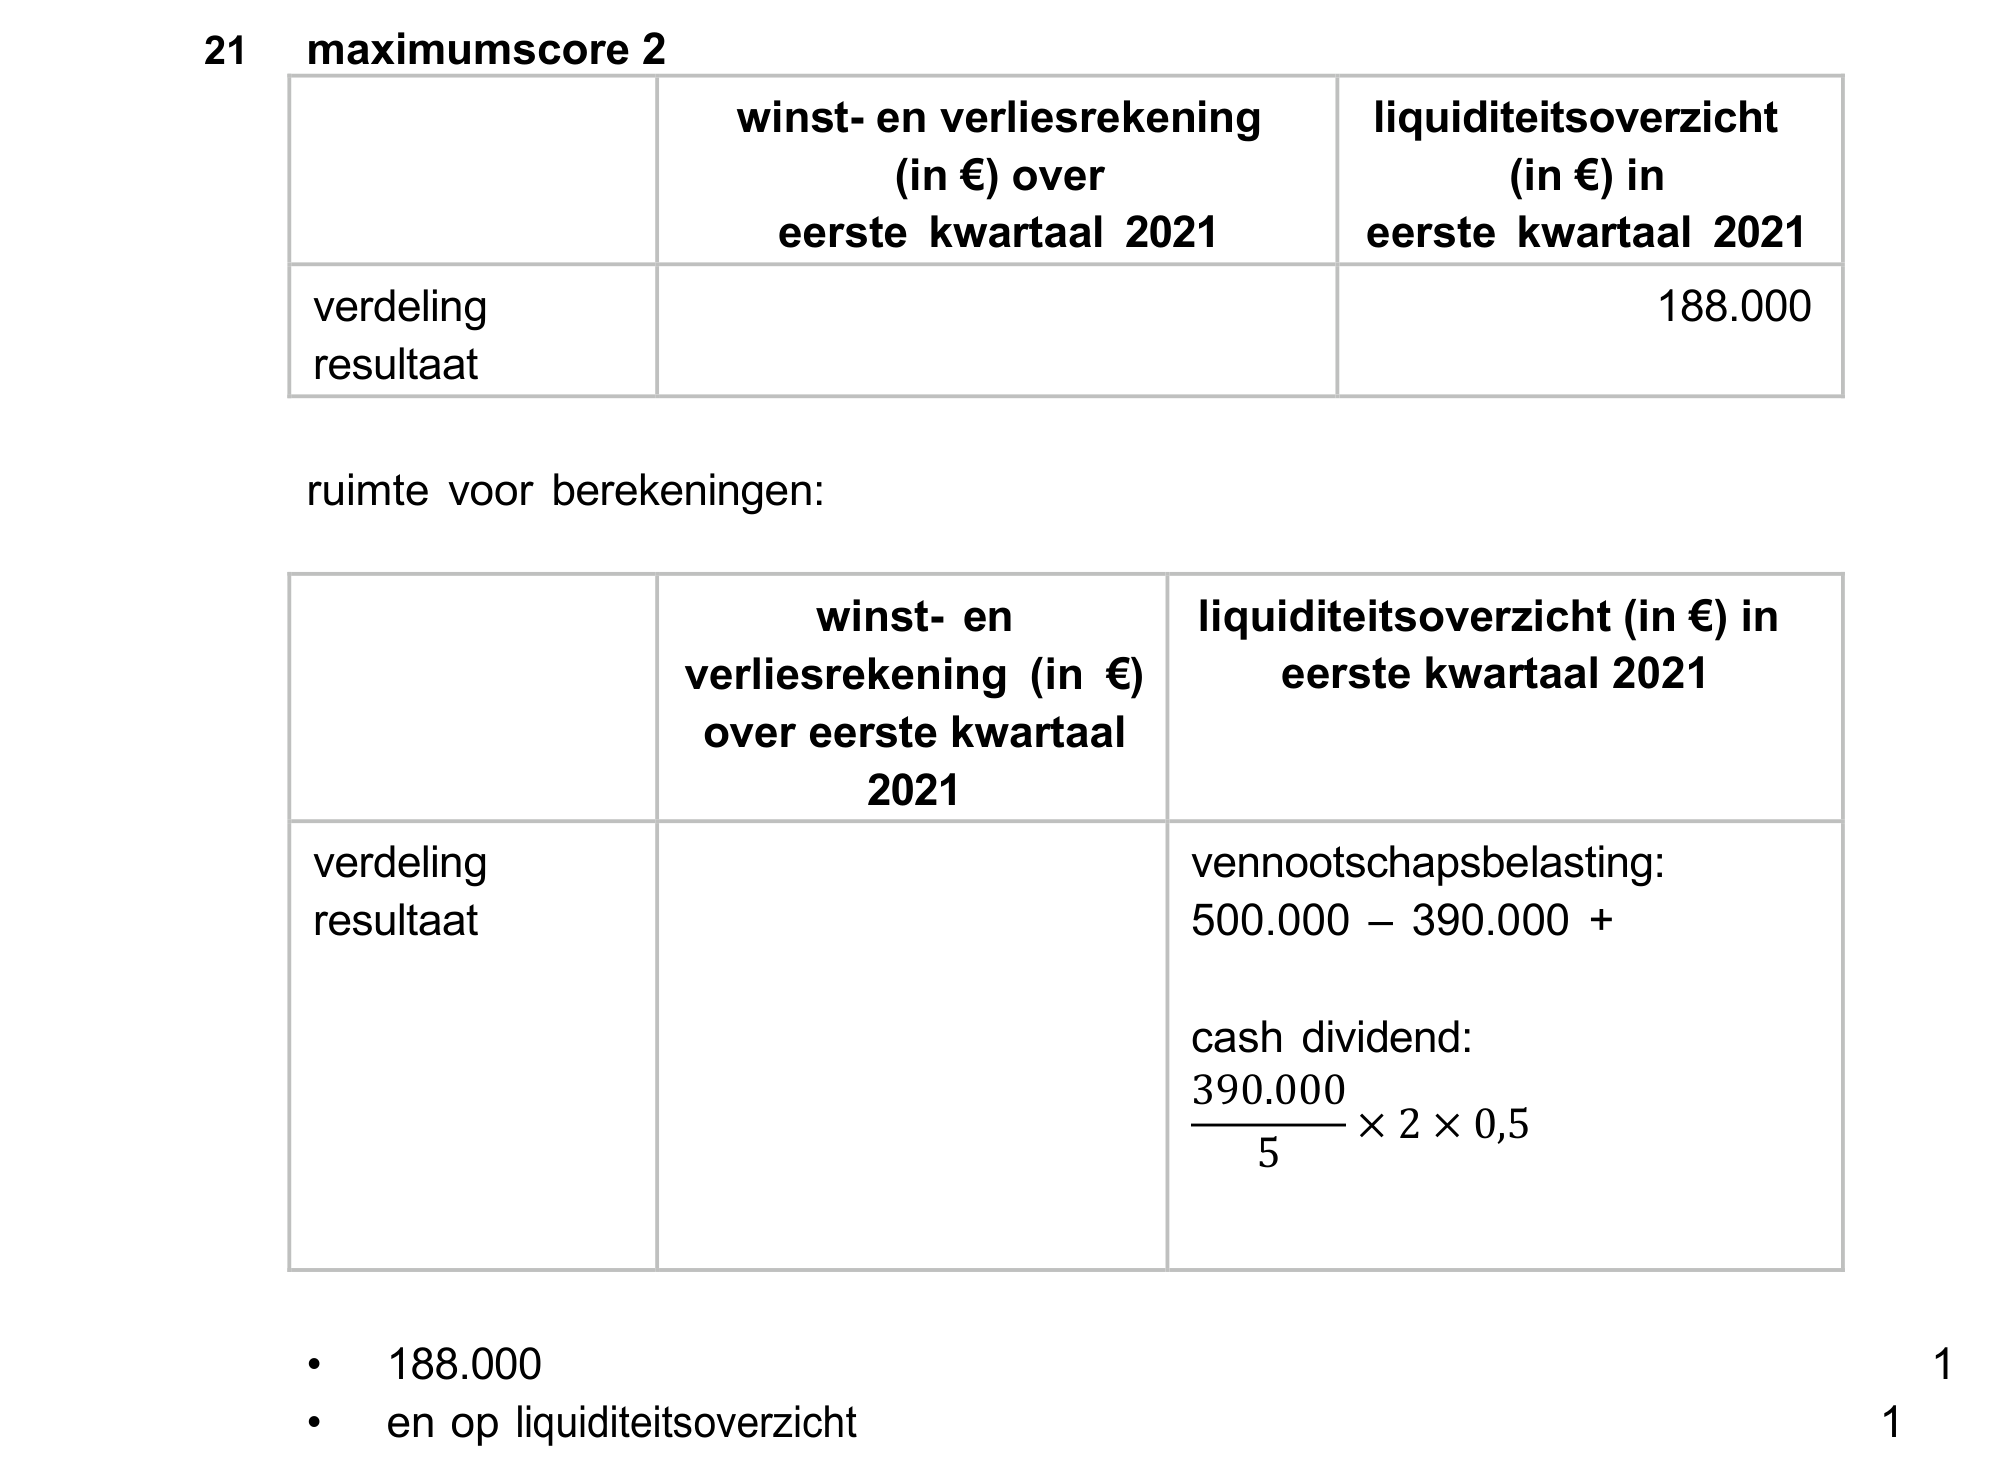 21 maximumscore 2
winst- en verliesrekening
(in €) over
eerste kwartaal 2021
liquiditeitsoverzicht
(in €) in
eerste kwartaal 2021
verdeling
resultaat
188.000
ruimte voor berekeningen:
winst- en
verliesrekening (in €)
over eerste kwartaal
2021
liquiditeitsoverzicht (in €) in
eerste kwartaal 2021
verdeling
resultaat
vennootschapsbelasting:
500.000 – 390.000 +
cash dividend:
390.000
5
× 2 × 0,5
• 188.000 1
• en op liquiditeitsoverzicht 1